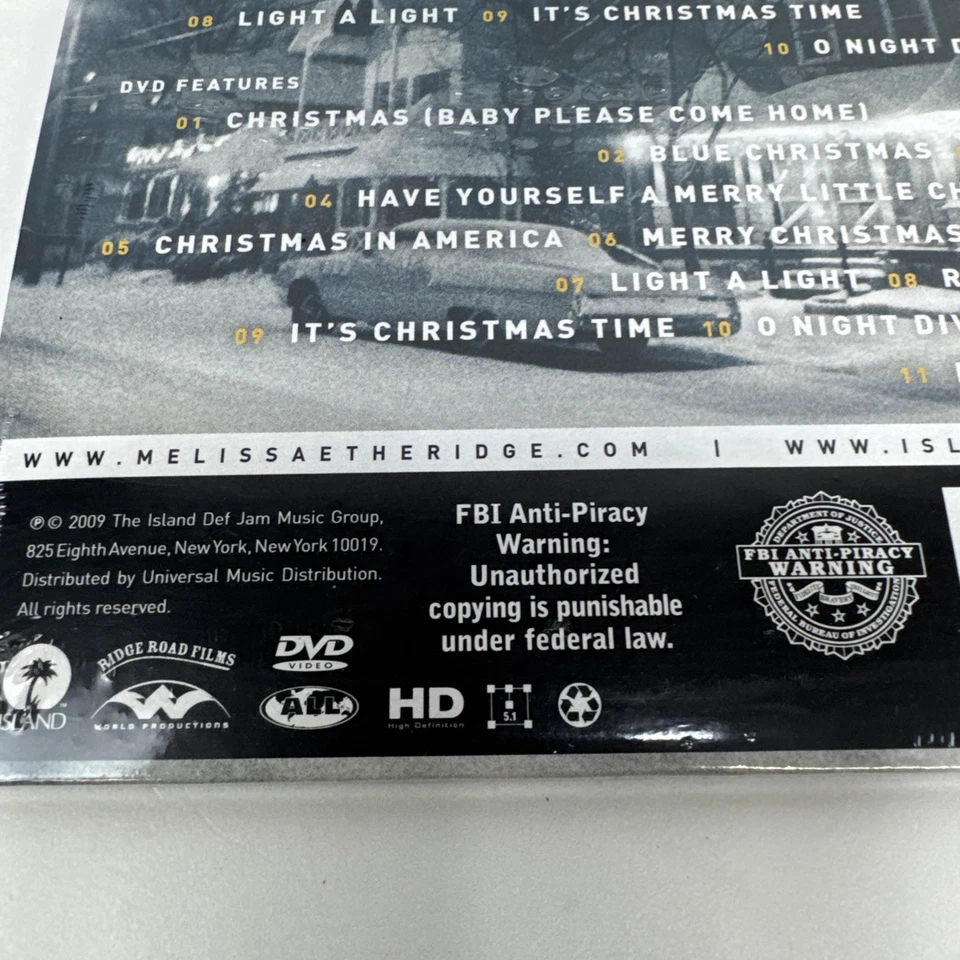 08 LIGHT A LIGHT 09 IT'S CHRISTMAS TIME
10 O NIGHT
DVD FEATURES
01 CHRISTMAS (BABY PLEASE COME HOME)
02 BLUE CHRISTMAS
04 HAVE YOURSELF A MERRY LITTLE
05 CHRISTMAS IN AMERICA 06 MERRY CHRISTMAS
07 LIGHT A LIGHT 08
09 IT'S CHRISTMAS TIME 10 O NIGHT
11
WWW.MELISSAETHERIDGE.COM |
℗© 2009 The Island Def Jam Music Group,
825 Eighth Avenue, New York, New York 10019.
Distributed by Universal Music Distribution.
All rights reserved.
FBI Anti-Piracy
Warning:
Unauthorized
copying is punishable
under federal law.
DEPARTMENT OF JUSTICE
FBI ANTI-PIRACY
WARNING
FEDERAL BUREAU OF INVESTIGATION
ISLAND
RIDGE ROAD FILMS
WORLD PRODUCTIONS
DVD
VIDEO
ALL
HD
High Definition
5.1